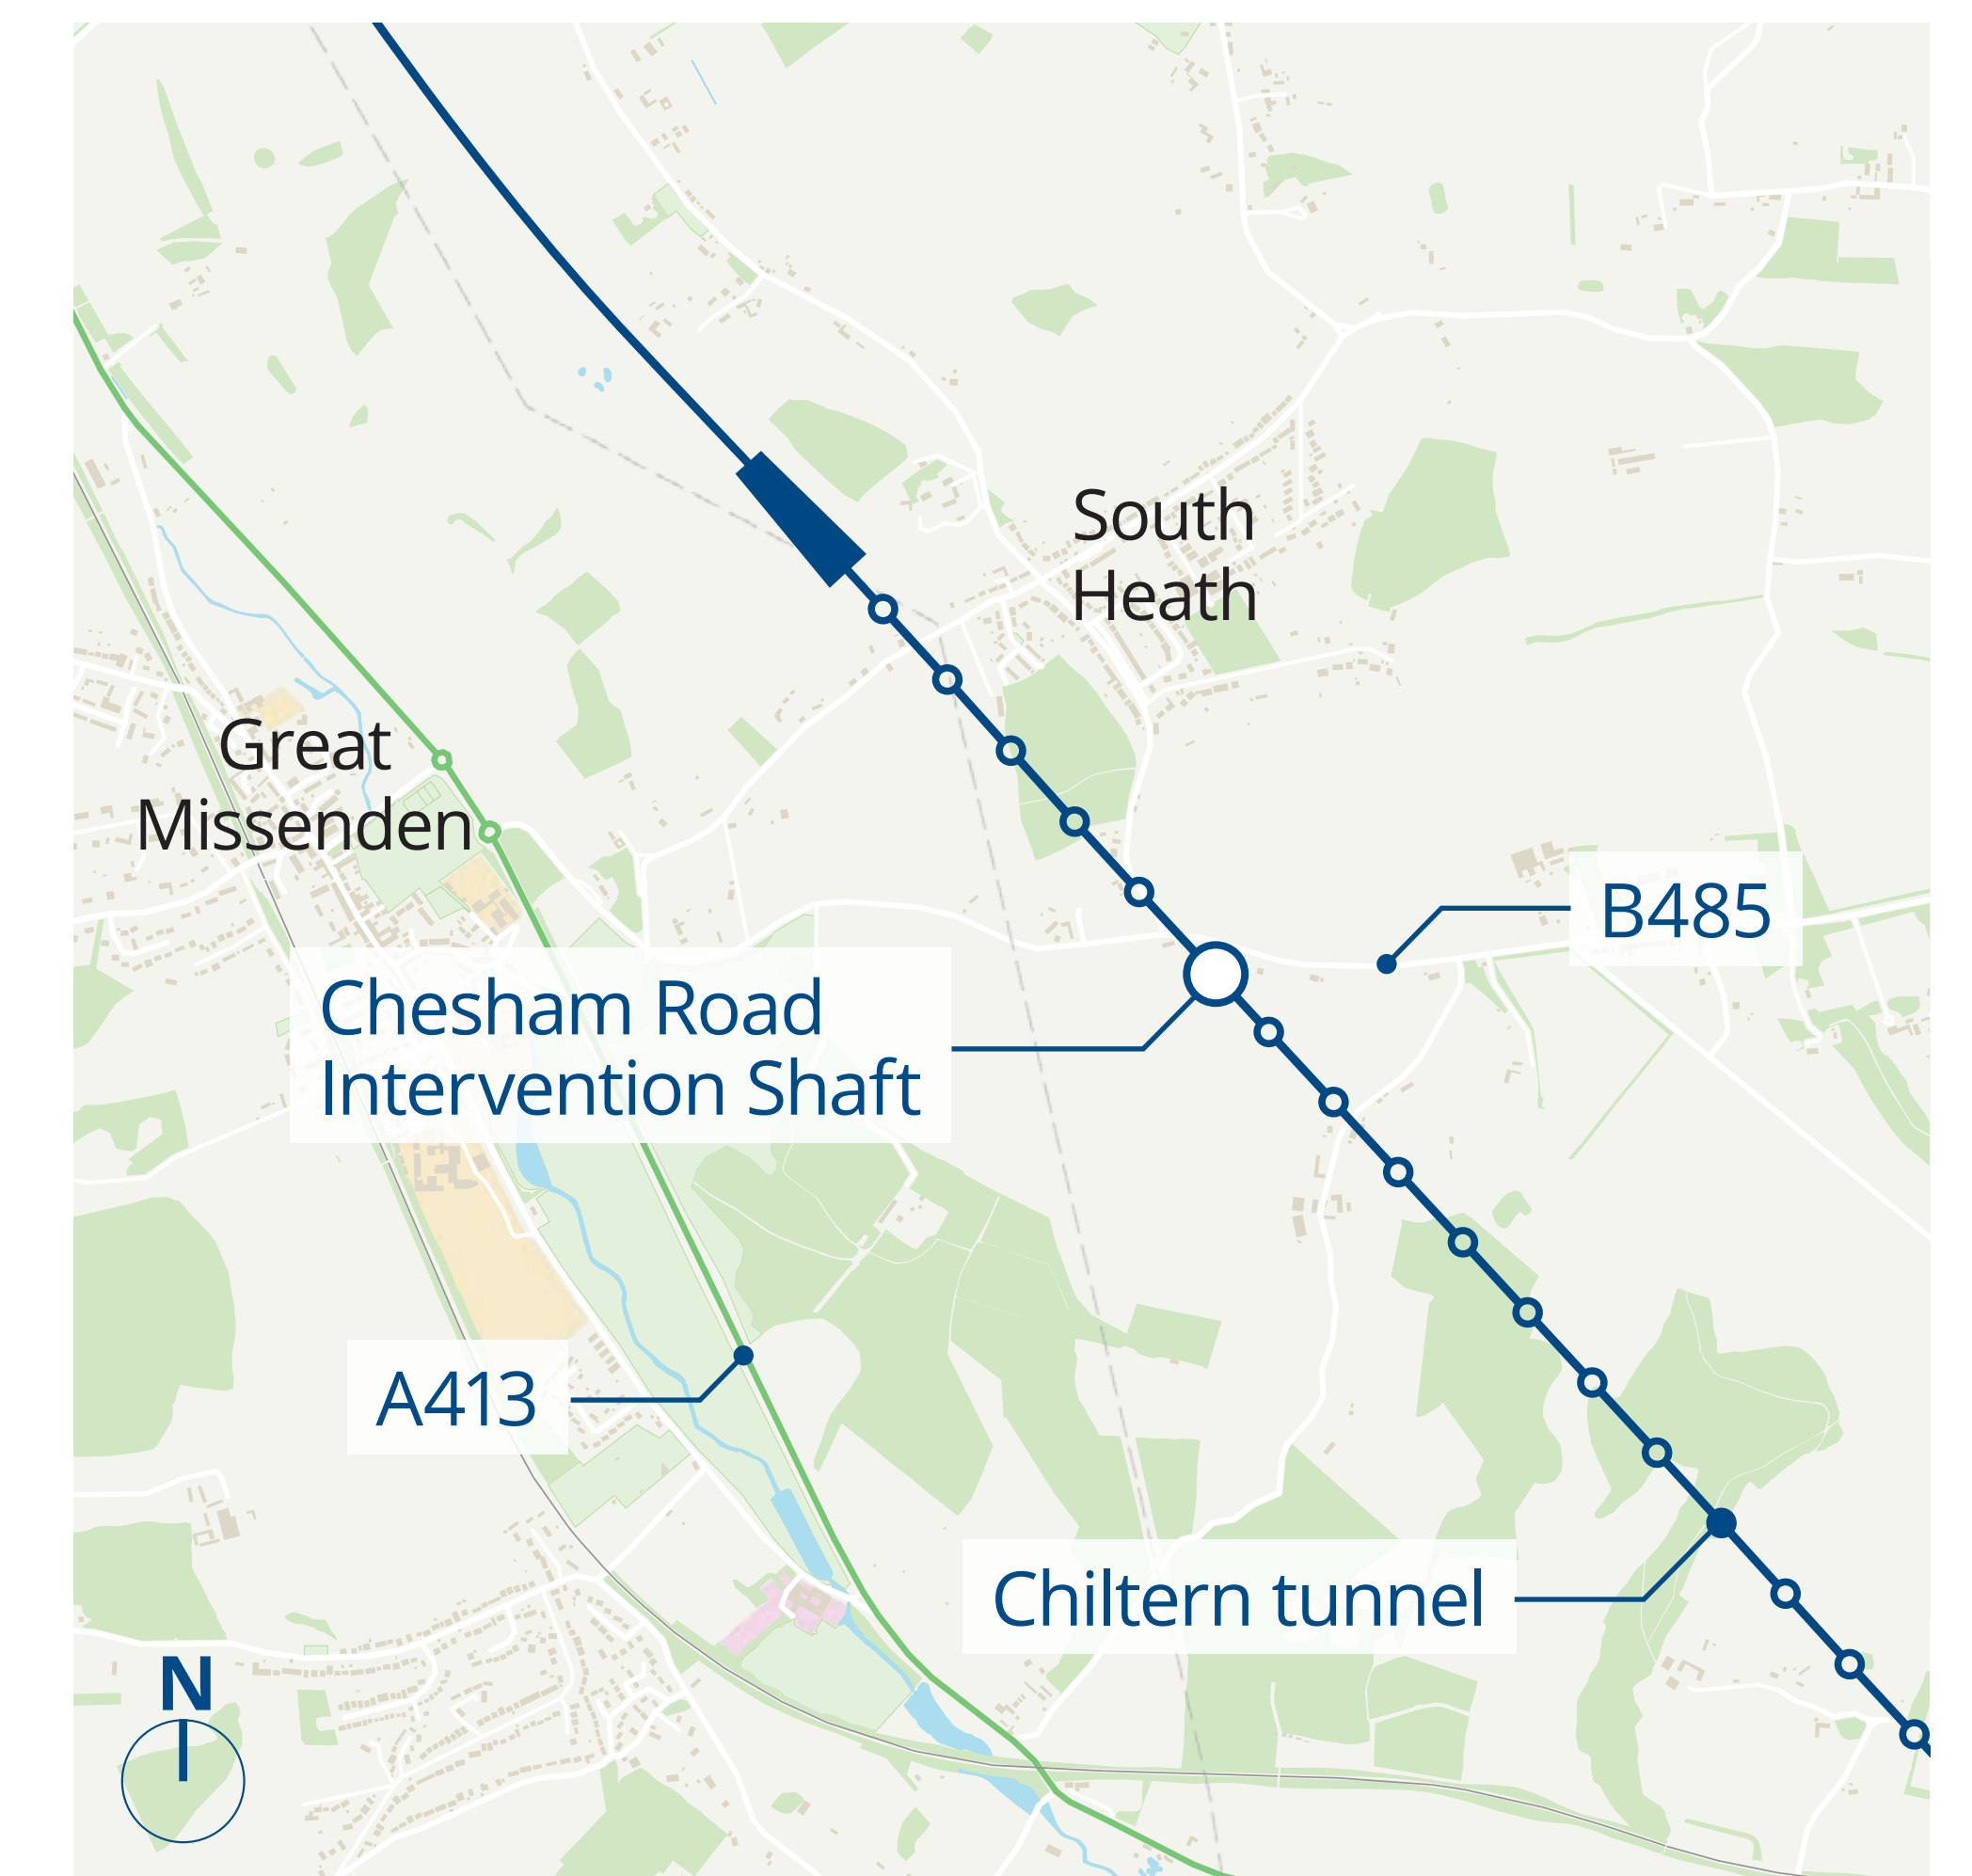 South
Heath
Great
Missenden
B485
Chesham Road
Intervention Shaft
A413
Chiltern tunnel
N